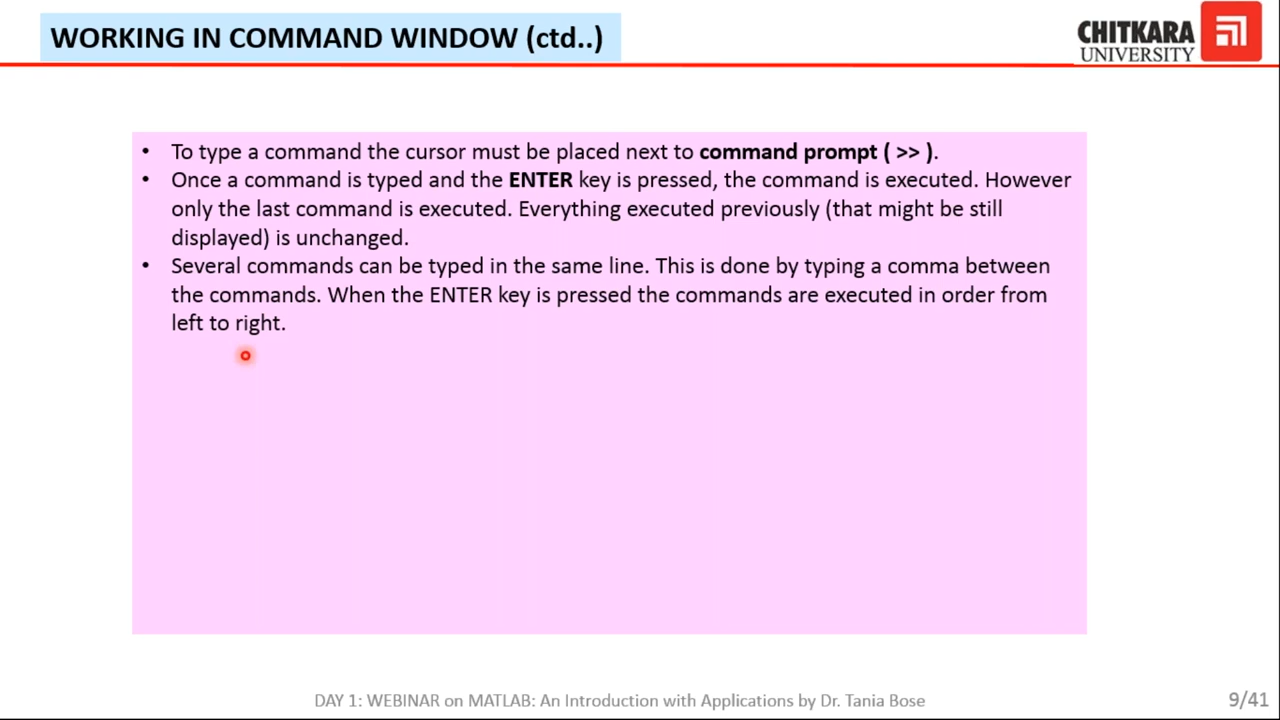 WORKING IN COMMAND WINDOW (ctd..)
CHITKARA
UNIVERSITY
• To type a command the cursor must be placed next to command prompt ( >> ).
• Once a command is typed and the ENTER key is pressed, the command is executed. However
only the last command is executed. Everything executed previously (that might be still
displayed) is unchanged.
• Several commands can be typed in the same line. This is done by typing a comma between
the commands. When the ENTER key is pressed the commands are executed in order from
left to right.
DAY 1: WEBINAR on MATLAB: An Introduction with Applications by Dr. Tania Bose
9/41